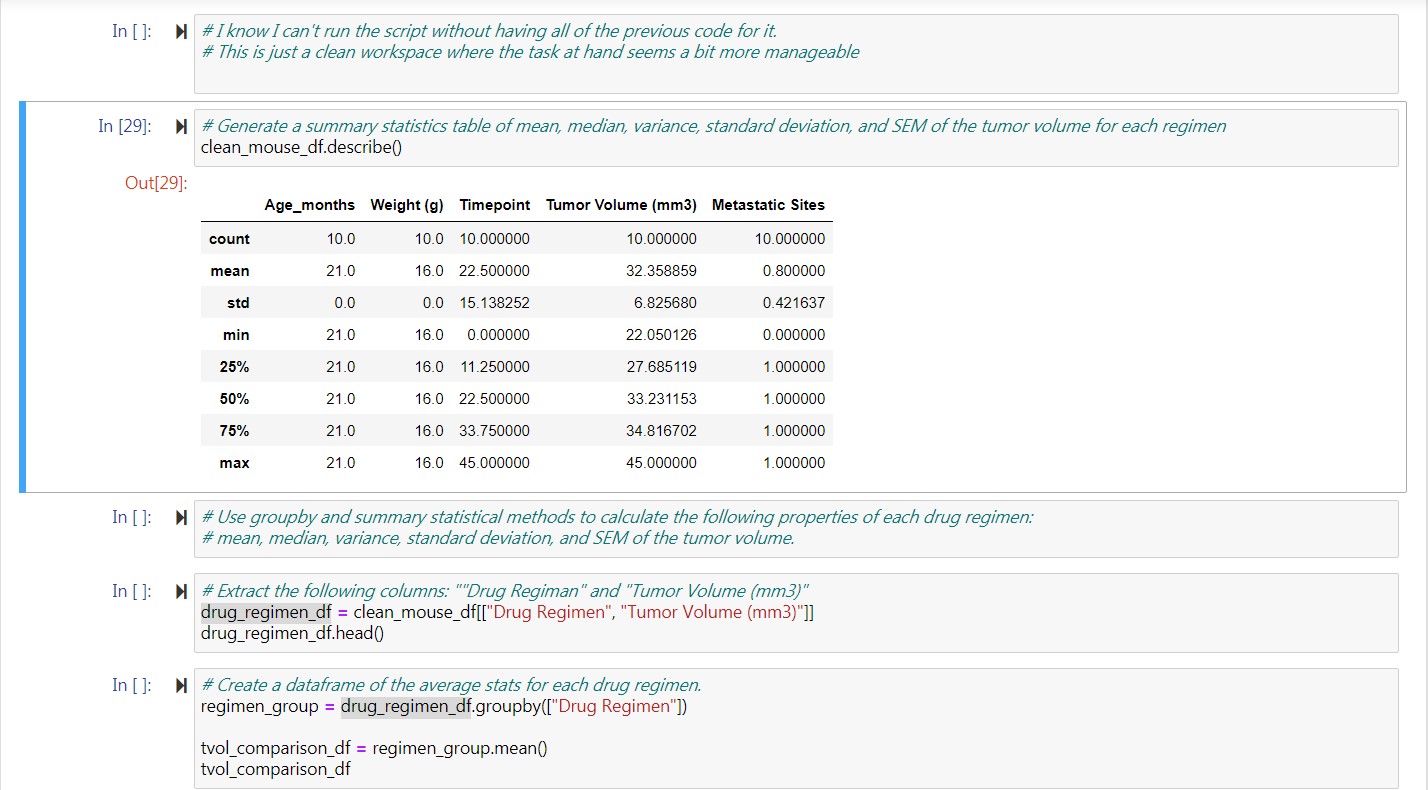 In [ ]: # I know I can't run the script without having all of the previous code for it.
# This is just a clean workspace where the task at hand seems a bit more manageable
In [29]: # Generate a summary statistics table of mean, median, variance, standard deviation, and SEM of the tumor volume for each regimen
clean_mouse_df.describe()
Out[29]:
Age_months Weight (g) Timepoint Tumor Volume (mm3) Metastatic Sites
count 10.0 10.0 10.000000 10.000000 10.000000
mean 21.0 16.0 22.500000 32.358859 0.800000
std 0.0 0.0 15.138252 6.825680 0.421637
min 21.0 16.0 0.000000 22.050126 0.000000
25% 21.0 16.0 11.250000 27.685119 1.000000
50% 21.0 16.0 22.500000 33.231153 1.000000
75% 21.0 16.0 33.750000 34.816702 1.000000
max 21.0 16.0 45.000000 45.000000 1.000000
In [ ]: # Use groupby and summary statistical methods to calculate the following properties of each drug regimen:
# mean, median, variance, standard deviation, and SEM of the tumor volume.
In [ ]: # Extract the following columns: ""Drug Regiman" and "Tumor Volume (mm3)"
drug_regimen_df = clean_mouse_df[["Drug Regimen", "Tumor Volume (mm3)"]]
drug_regimen_df.head()
In [ ]: # Create a dataframe of the average stats for each drug regimen.
regimen_group = drug_regimen_df.groupby(["Drug Regimen"])
tvol_comparison_df = regimen_group.mean()
tvol_comparison_df